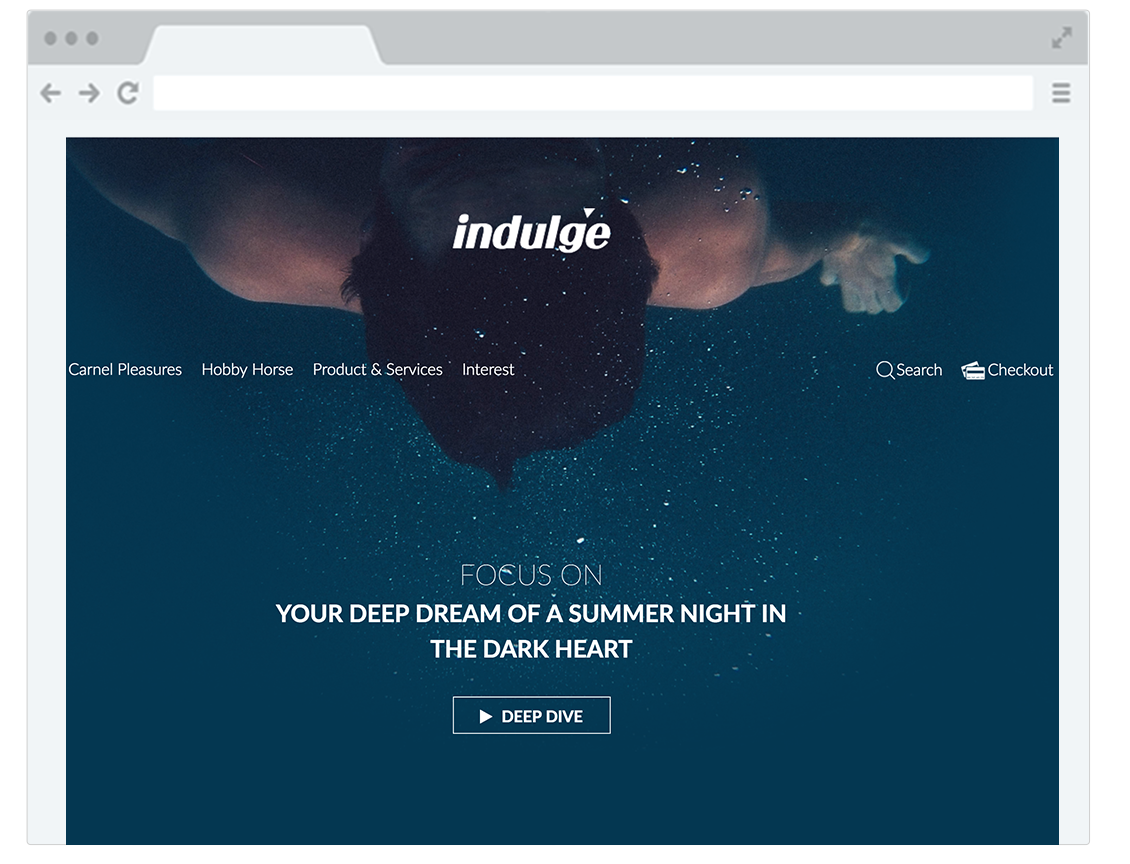 indulge
Carnel Pleasures Hobby Horse Product & Services Interest Search Checkout
FOCUS ON
YOUR DEEP DREAM OF A SUMMER NIGHT IN
THE DARK HEART
DEEP DIVE